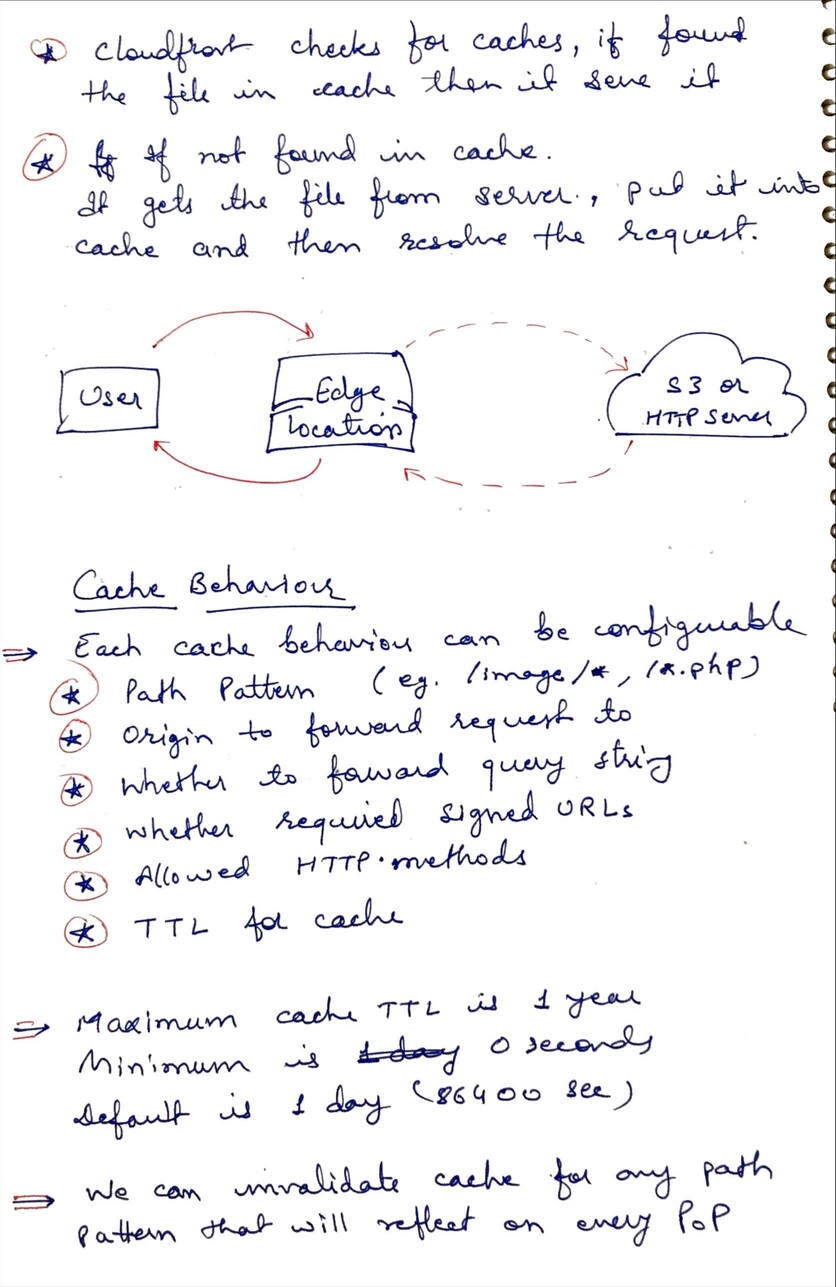 * Cloudfront checks for caches, if found
the file in cache then it serve it
* If not found in cache.
It gets the file from server, put it into
cache and then resolve the request.
User
Edge
Location
S3 or
HTTP Server
Cache Behaviour
⇒ Each cache behaviour can be configurable
* Path Pattern (eg. /image/*, /*.php)
* Origin to forward request to
* Whether to forward query string
* Whether required signed URLs
* Allowed HTTP methods
* TTL for cache
⇒ Maximum cache TTL is 1 year
Minimum is ~~1 day~~ 0 seconds
Default is 1 day (86400 sec)
⇒ We can invalidate cache for any path
pattern that will reflect on every PoP